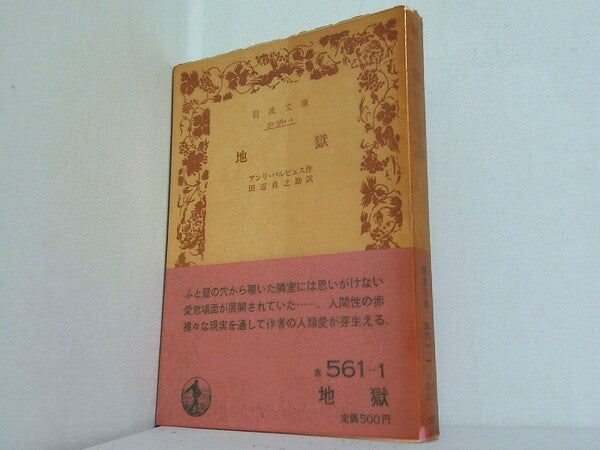 岩波文庫
32-561-1
地獄
アンリ・バルビュス作
田辺貞之助訳
ふと壁の穴から覗いた隣室には思いがけない
愛慾場面が展開されていた……。人間性の赤
裸々な現実を通して作者の人類愛が芽生える。
赤 561-1
地獄
定価500円